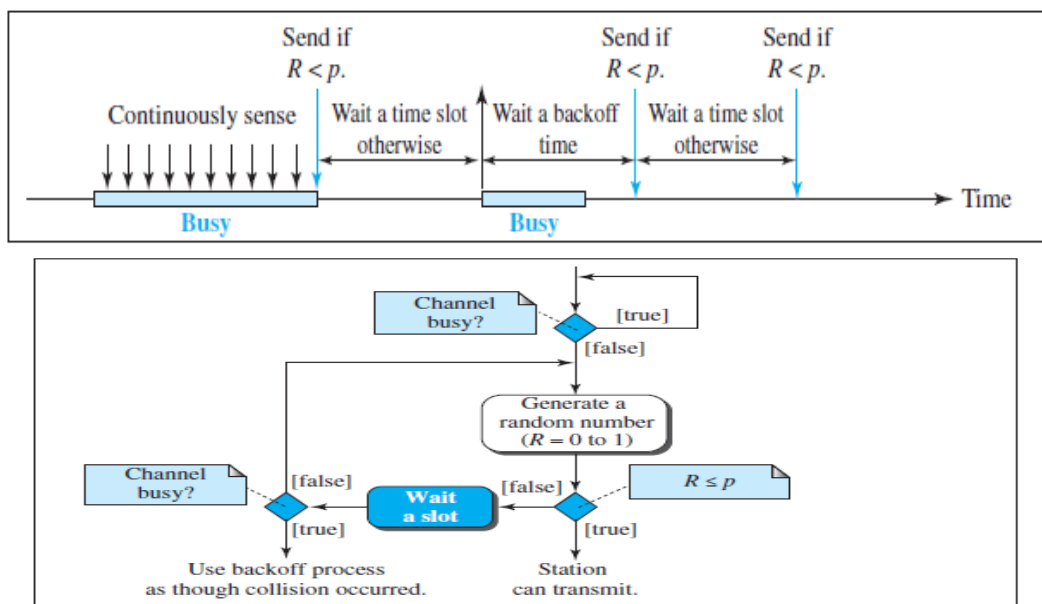 Send if
R < p.
Send if
R < p.
Send if
R < p.
Continuously sense
Wait a time slot
otherwise
Wait a backoff
time
Wait a time slot
otherwise
Time
Busy
Busy
Channel
busy?
[true]
[false]
Generate a
random number
(R = 0 to 1)
Channel
busy?
[false]
Wait
a slot
[false]
R ≤ p
[true]
[true]
Use backoff process
as though collision occurred.
Station
can transmit.